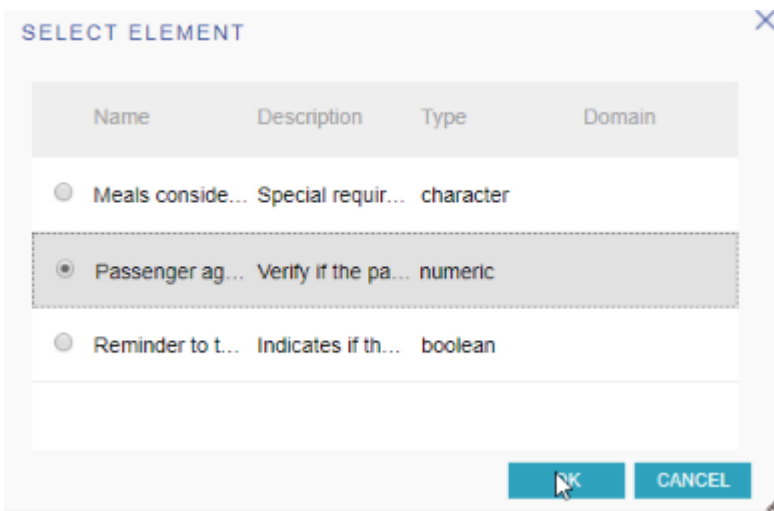 SELECT ELEMENT
Name Description Type Domain
Meals conside... Special requir... character
Passenger ag... Verify if the pa... numeric
Reminder to t... Indicates if th... boolean
OK CANCEL